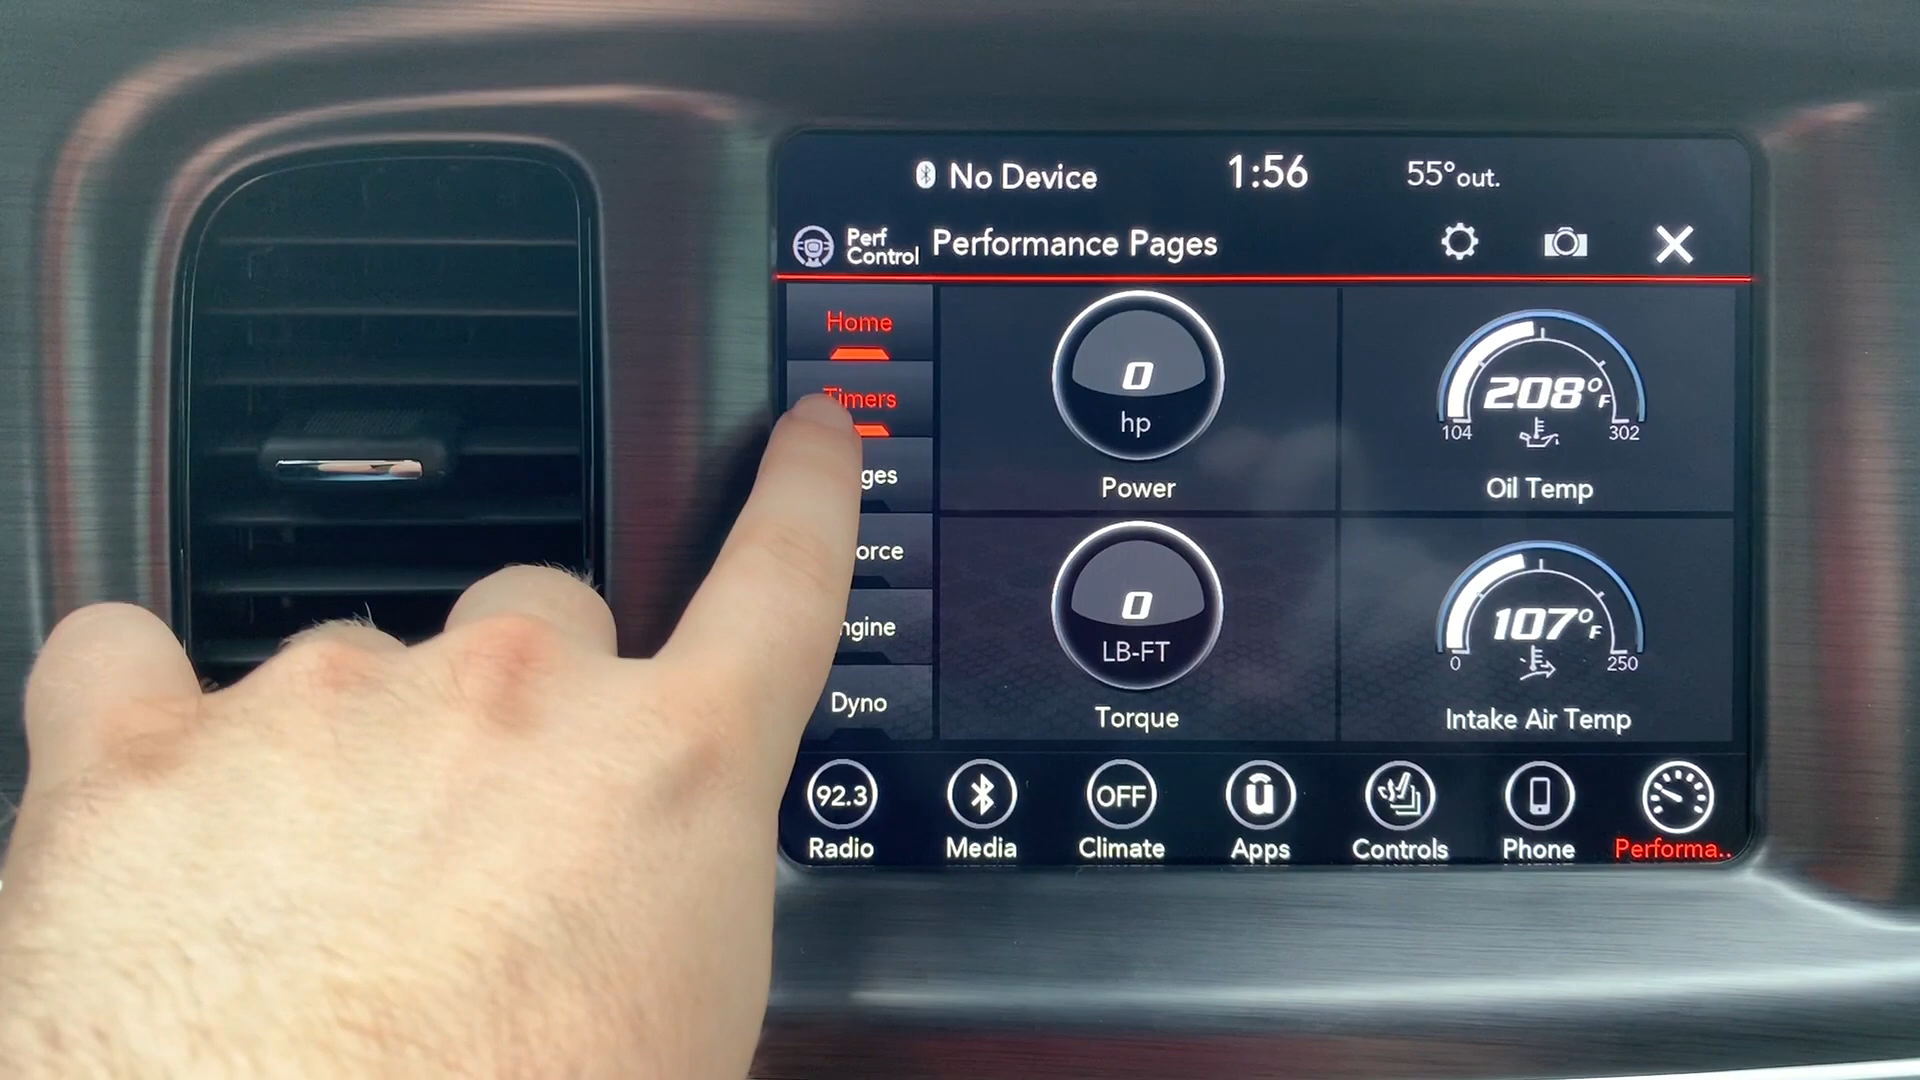 No Device
1:56
55°out.
Perf
Control
Performance Pages
Home
Timers
ges
orce
ngine
Dyno
0
hp
Power
208°F
104
302
Oil Temp
0
LB-FT
Torque
107°F
0
250
Intake Air Temp
92.3
OFF
Radio
Media
Climate
Apps
Controls
Phone
Performa..